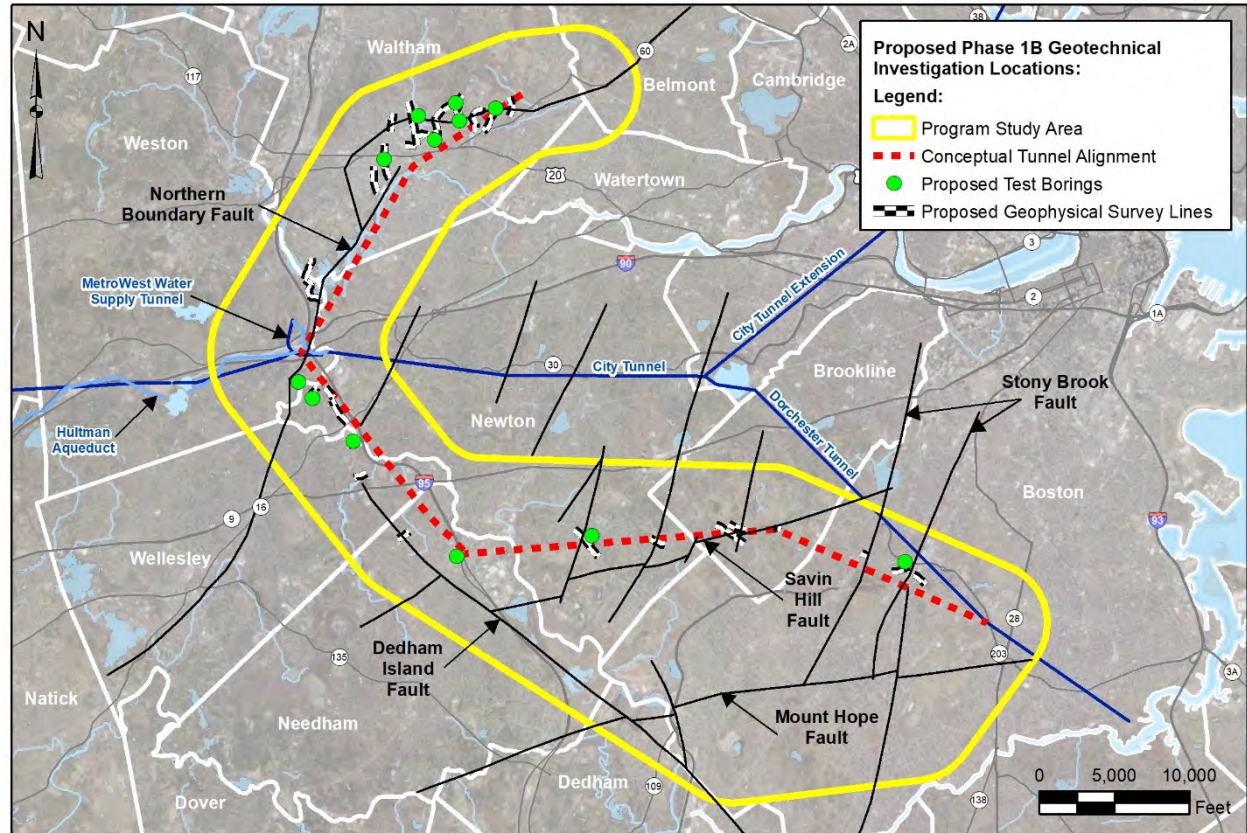 N
Proposed Phase 1B Geotechnical
Investigation Locations:
Legend:
Program Study Area
Conceptual Tunnel Alignment
Proposed Test Borings
Proposed Geophysical Survey Lines
38
2A
60
Waltham
Belmont
Cambridge
117
Weston
Northern
Boundary Fault
20
Watertown
3
2
1A
90
MetroWest Water
Supply Tunnel
City Tunnel Extension
30
City Tunnel
Brookline
Stony Brook
Fault
Hultman
Aqueduct
Newton
Dorchester Tunnel
95
Boston
93
9
16
Wellesley
Savin
Hill
Fault
28
203
Dedham
Island
Fault
135
3A
Natick
Needham
Mount Hope
Fault
Dedham
Dover
109
138
0 5,000 10,000
Feet